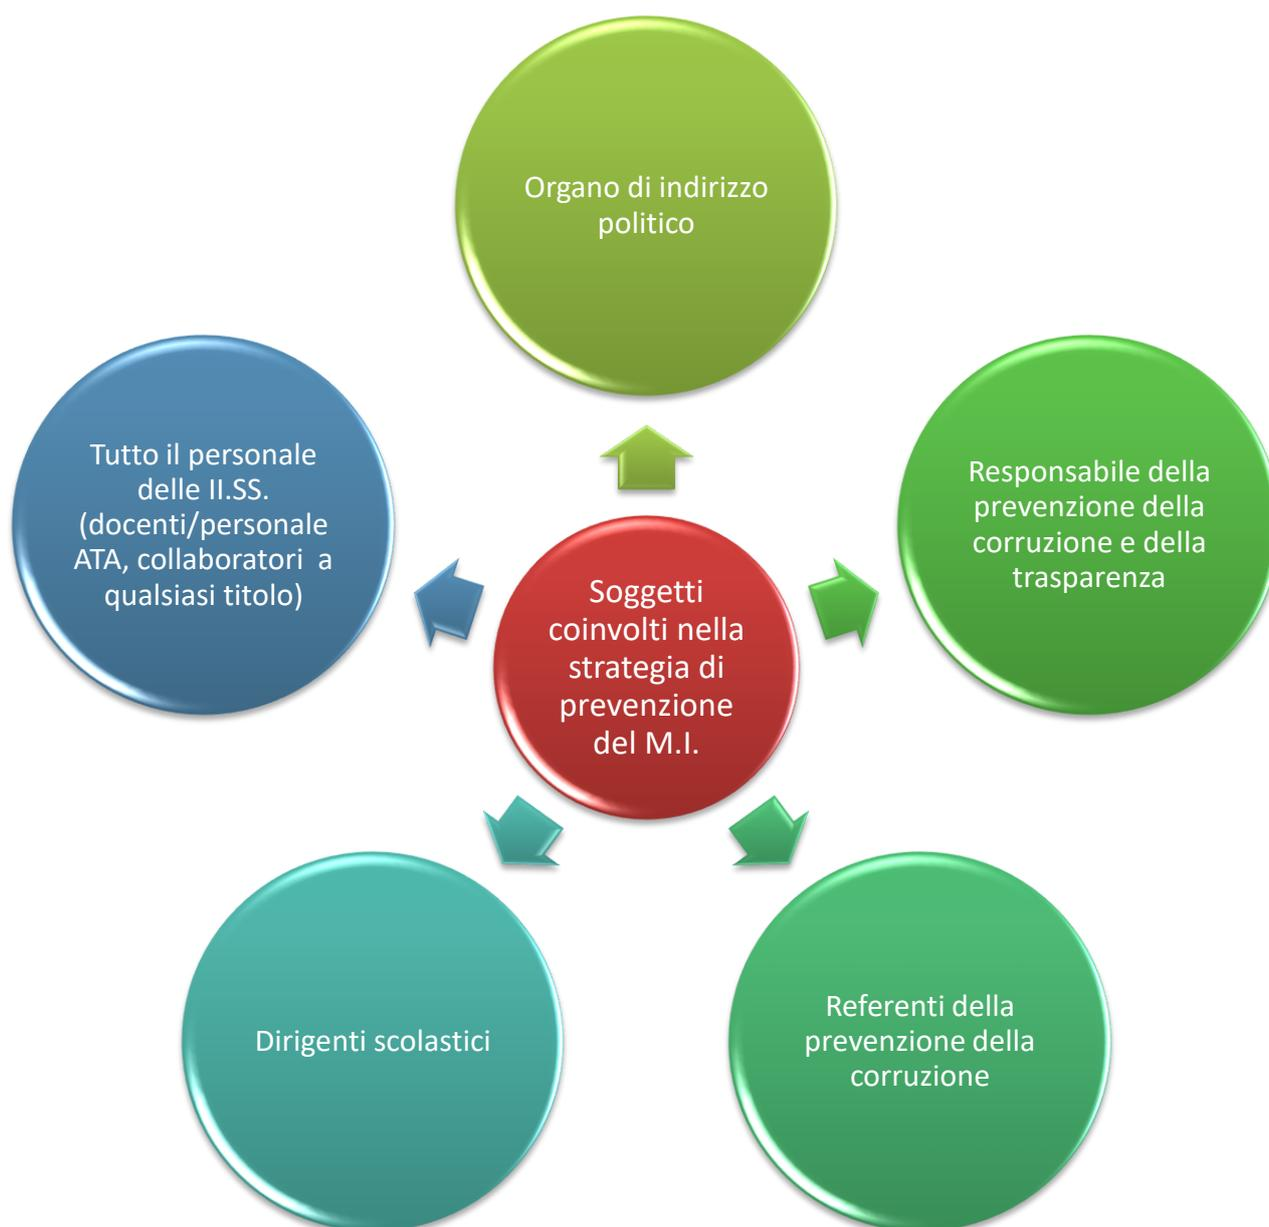 Organo di indirizzo
politico
Responsabile della
prevenzione della
corruzione e della
trasparenza
Referenti della
prevenzione della
corruzione
Dirigenti scolastici
Tutto il personale
delle II.SS.
(docenti/personale
ATA, collaboratori a
qualsiasi titolo)
Soggetti
coinvolti nella
strategia di
prevenzione
del M.I.